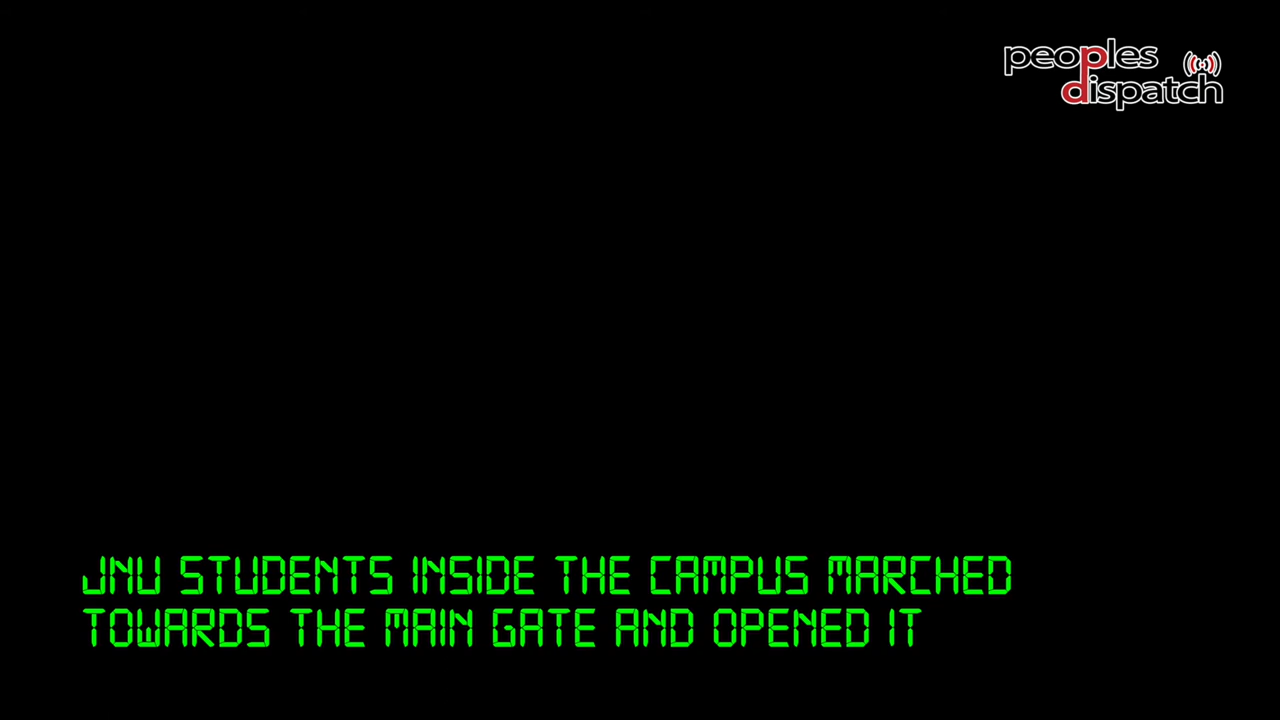 peoples
dispatch
JNU STUDENTS INSIDE THE CAMPUS MARCHED
TOWARDS THE MAIN GATE AND OPENED IT